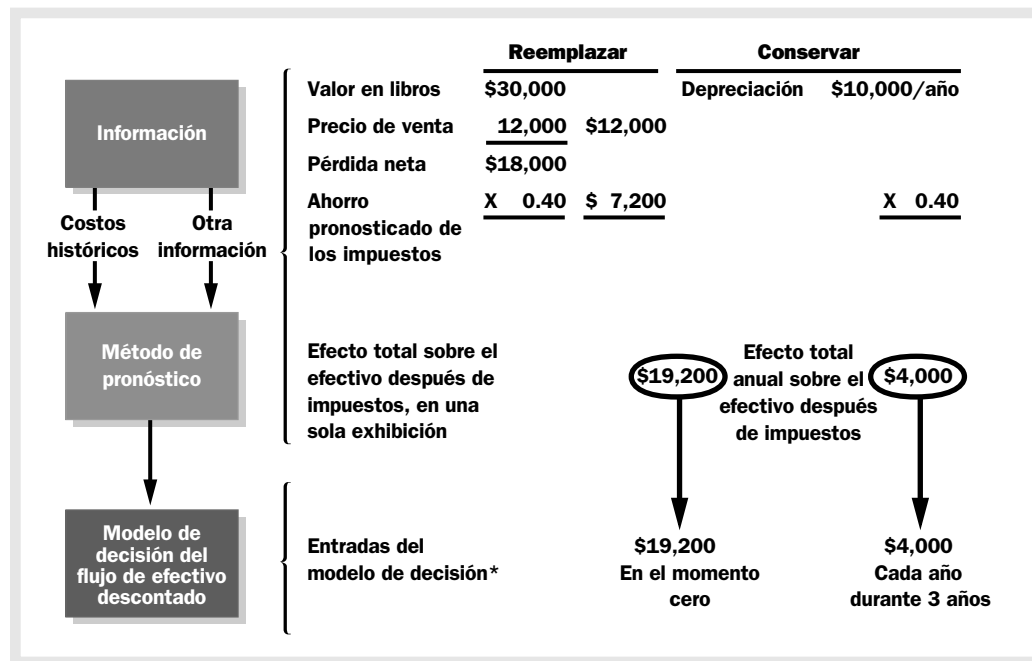 Reemplazar Conservar
Información
Valor en libros $30,000 Depreciación $10,000/año
Precio de venta 12,000 $12,000
Pérdida neta $18,000
Ahorro X 0.40 $ 7,200 X 0.40
pronosticado de
los impuestos
Costos
históricos
Otra
información
Método de
pronóstico
Efecto total sobre el
efectivo después de
impuestos, en una
sola exhibición
$19,200
Efecto total
anual sobre el
efectivo después
de impuestos
$4,000
Modelo de
decisión del
flujo de efectivo
descontado
Entradas del
modelo de decisión*
$19,200
En el momento
cero
$4,000
Cada año
durante 3 años